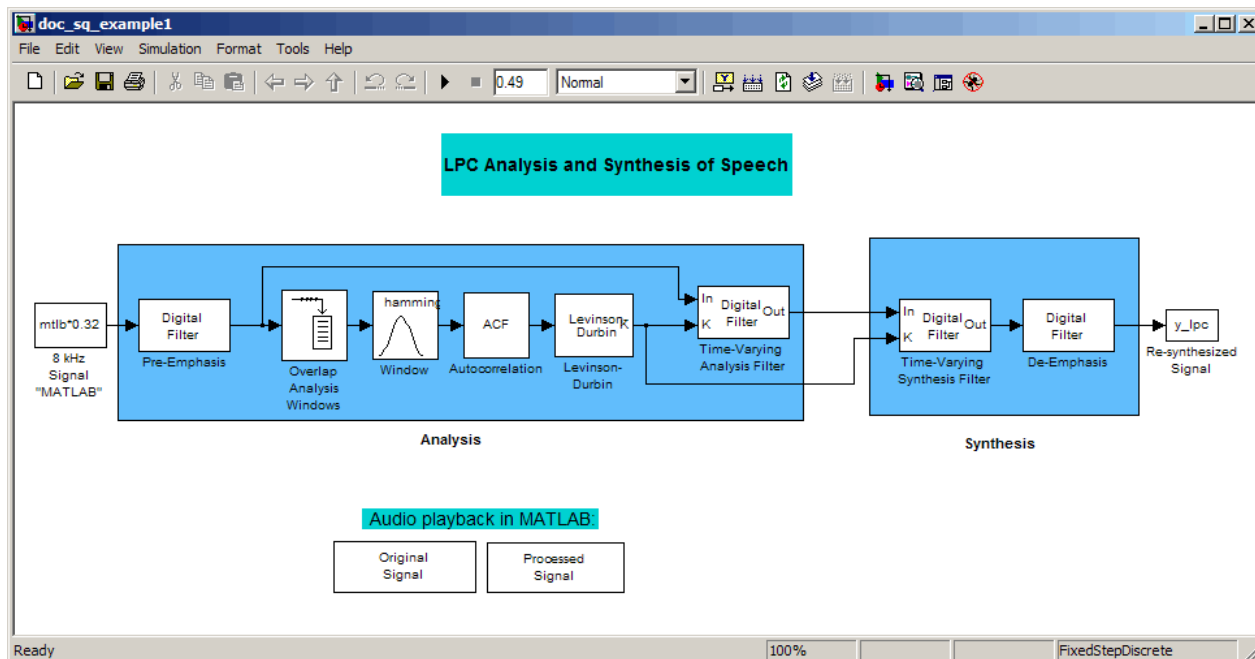 doc_sq_example1
File Edit View Simulation Format Tools Help
0.49 Normal
LPC Analysis and Synthesis of Speech
mtlb*0.32
8 kHz
Signal
"MATLAB"
Digital
Filter
Pre-Emphasis
Overlap
Analysis
Windows
hamming
Window
ACF
Autocorrelation
Levinson-
Durbin
K
Levinson-
Durbin
In
K
Digital
Filter
Out
Time-Varying
Analysis Filter
In
K
Digital
Filter
Out
Time-Varying
Synthesis Filter
Digital
Filter
De-Emphasis
y_lpc
Re-synthesized
Signal
Analysis
Synthesis
Audio playback in MATLAB:
Original
Signal
Processed
Signal
Ready 100% FixedStepDiscrete